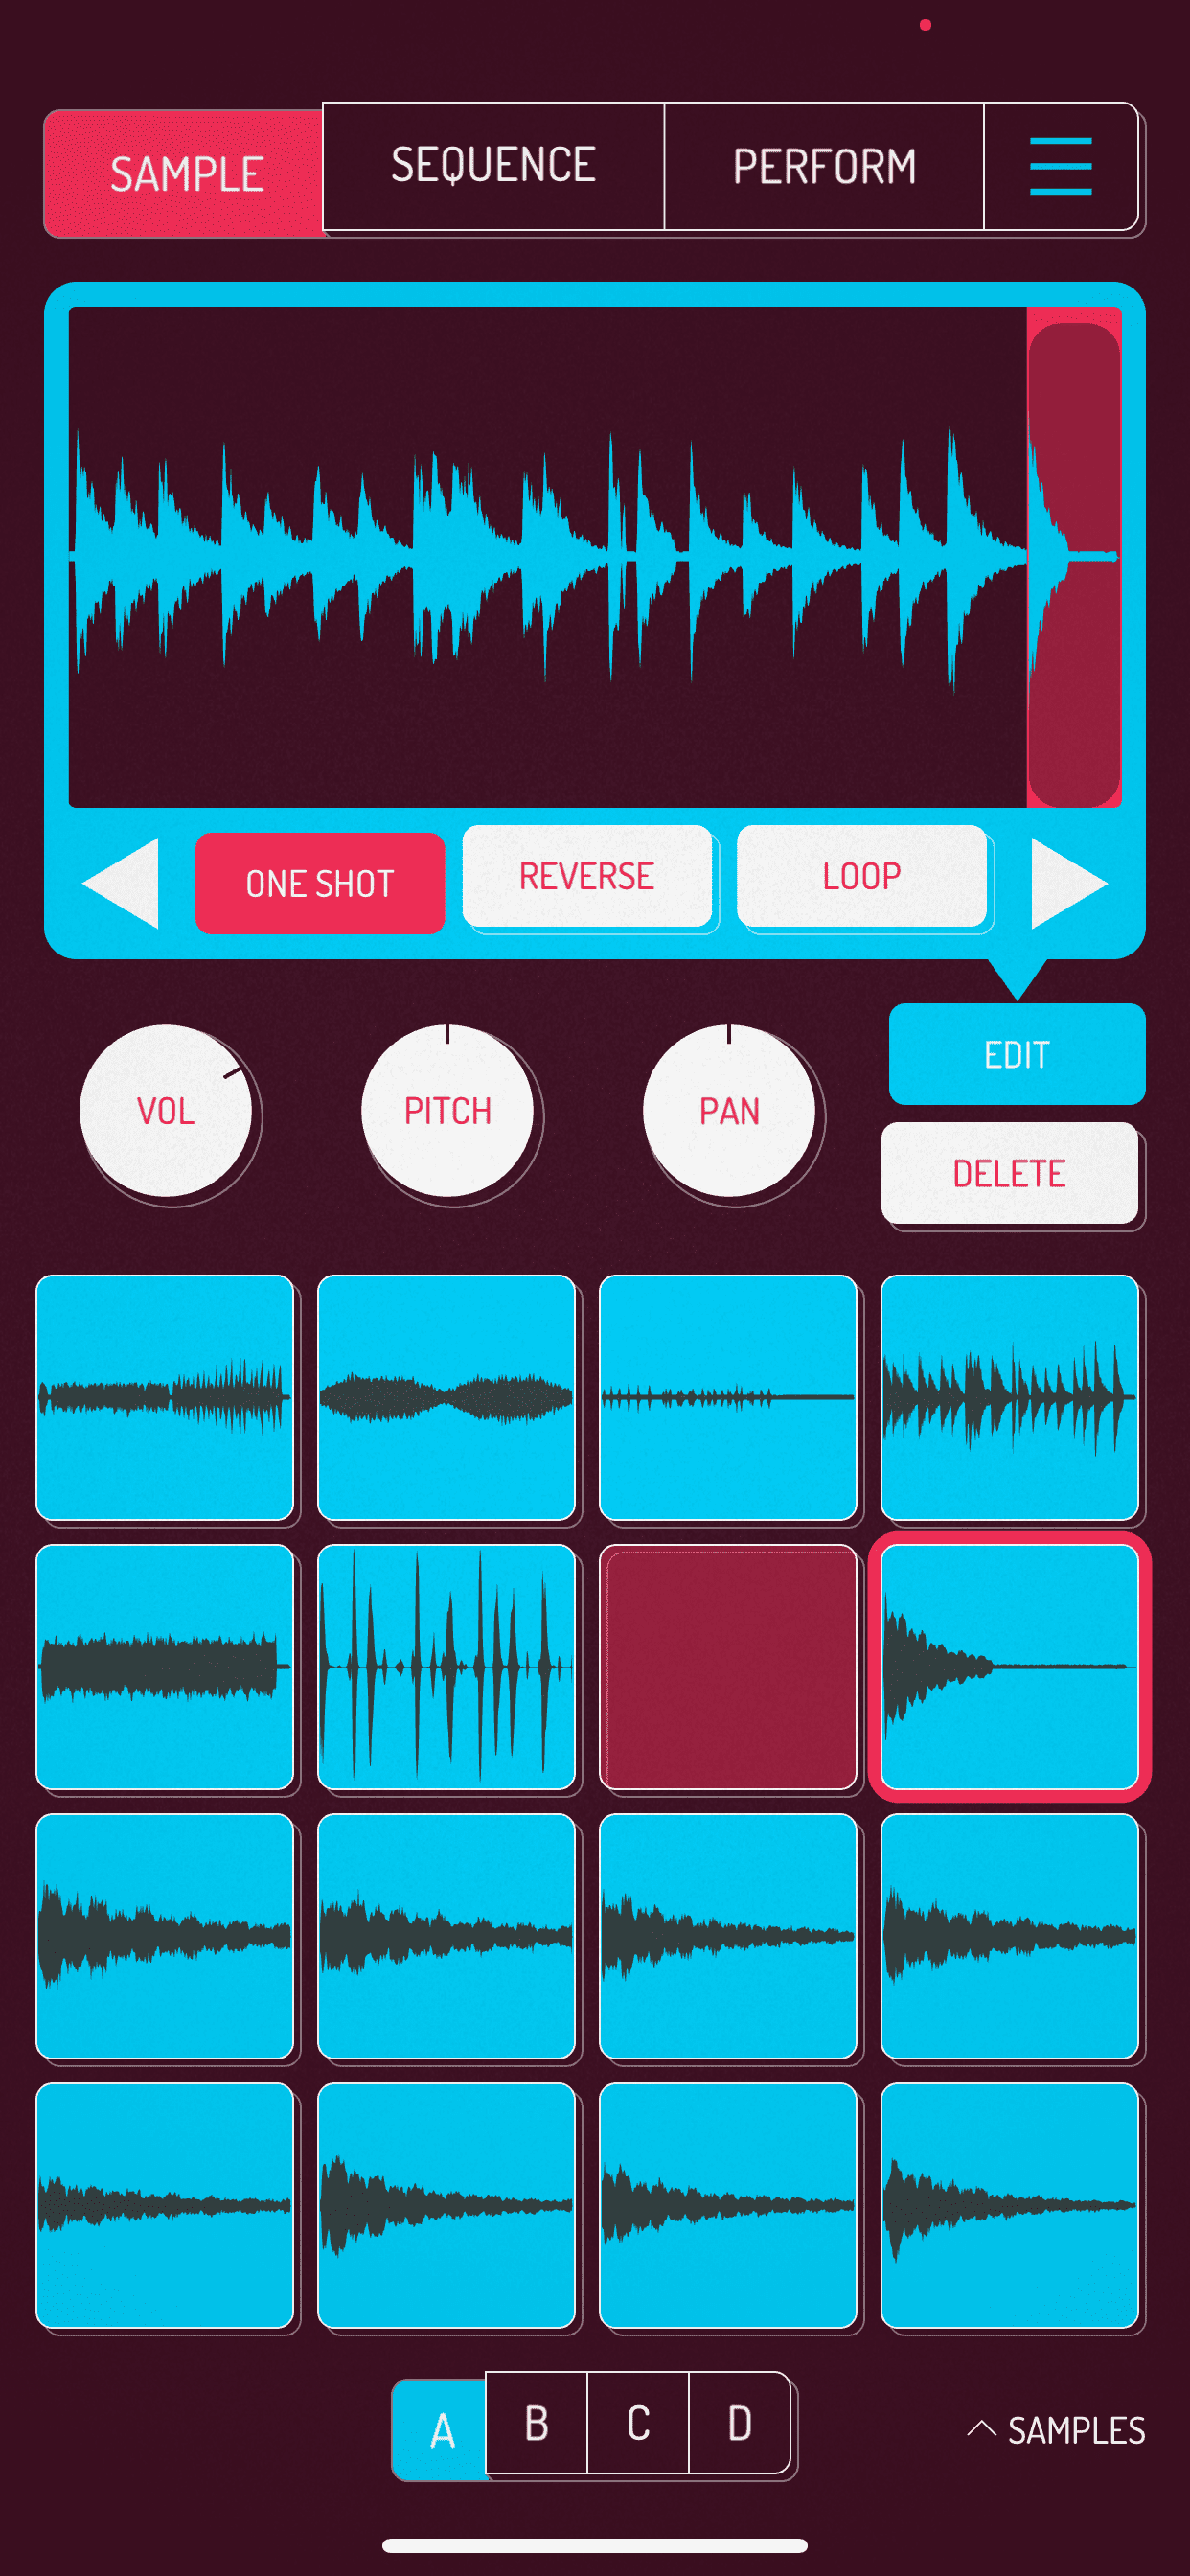 SAMPLE
SEQUENCE
PERFORM
ONE SHOT
REVERSE
LOOP
VOL
PITCH
PAN
EDIT
DELETE
A
B
C
D
SAMPLES